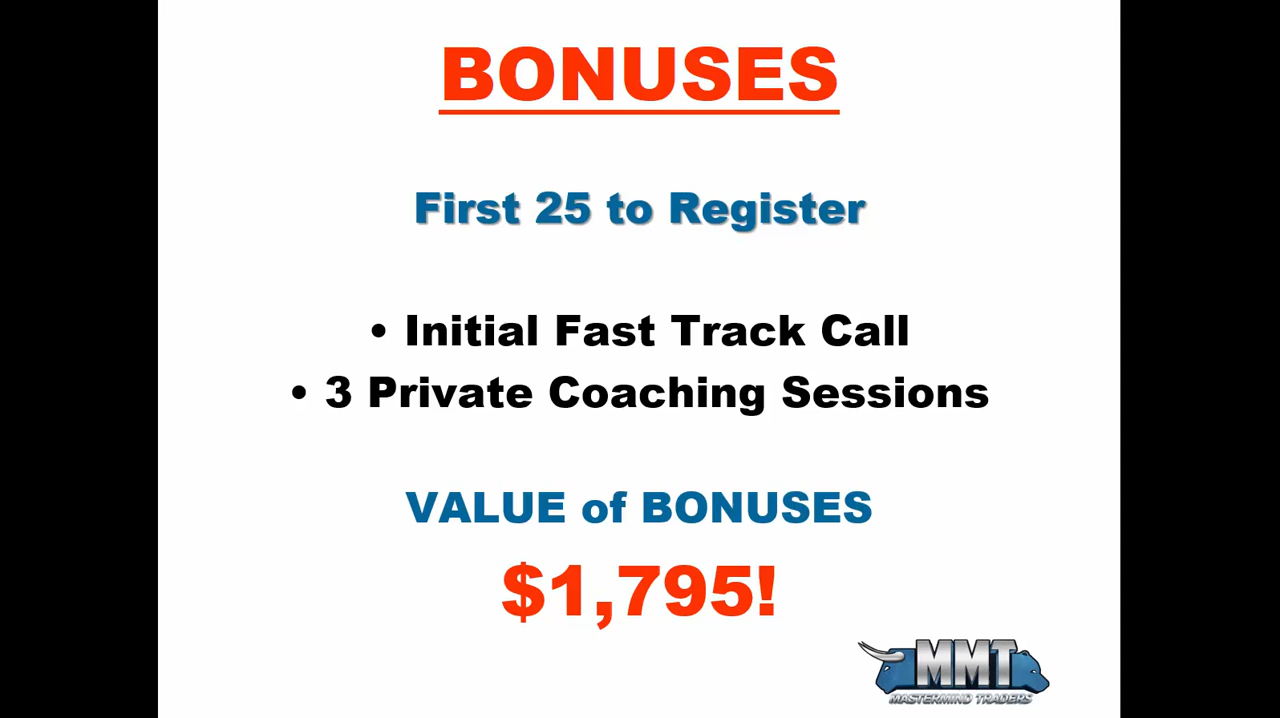 BONUSES
First 25 to Register
• Initial Fast Track Call
• 3 Private Coaching Sessions
VALUE of BONUSES
$1,795!
MMT
MASTERMIND TRADERS